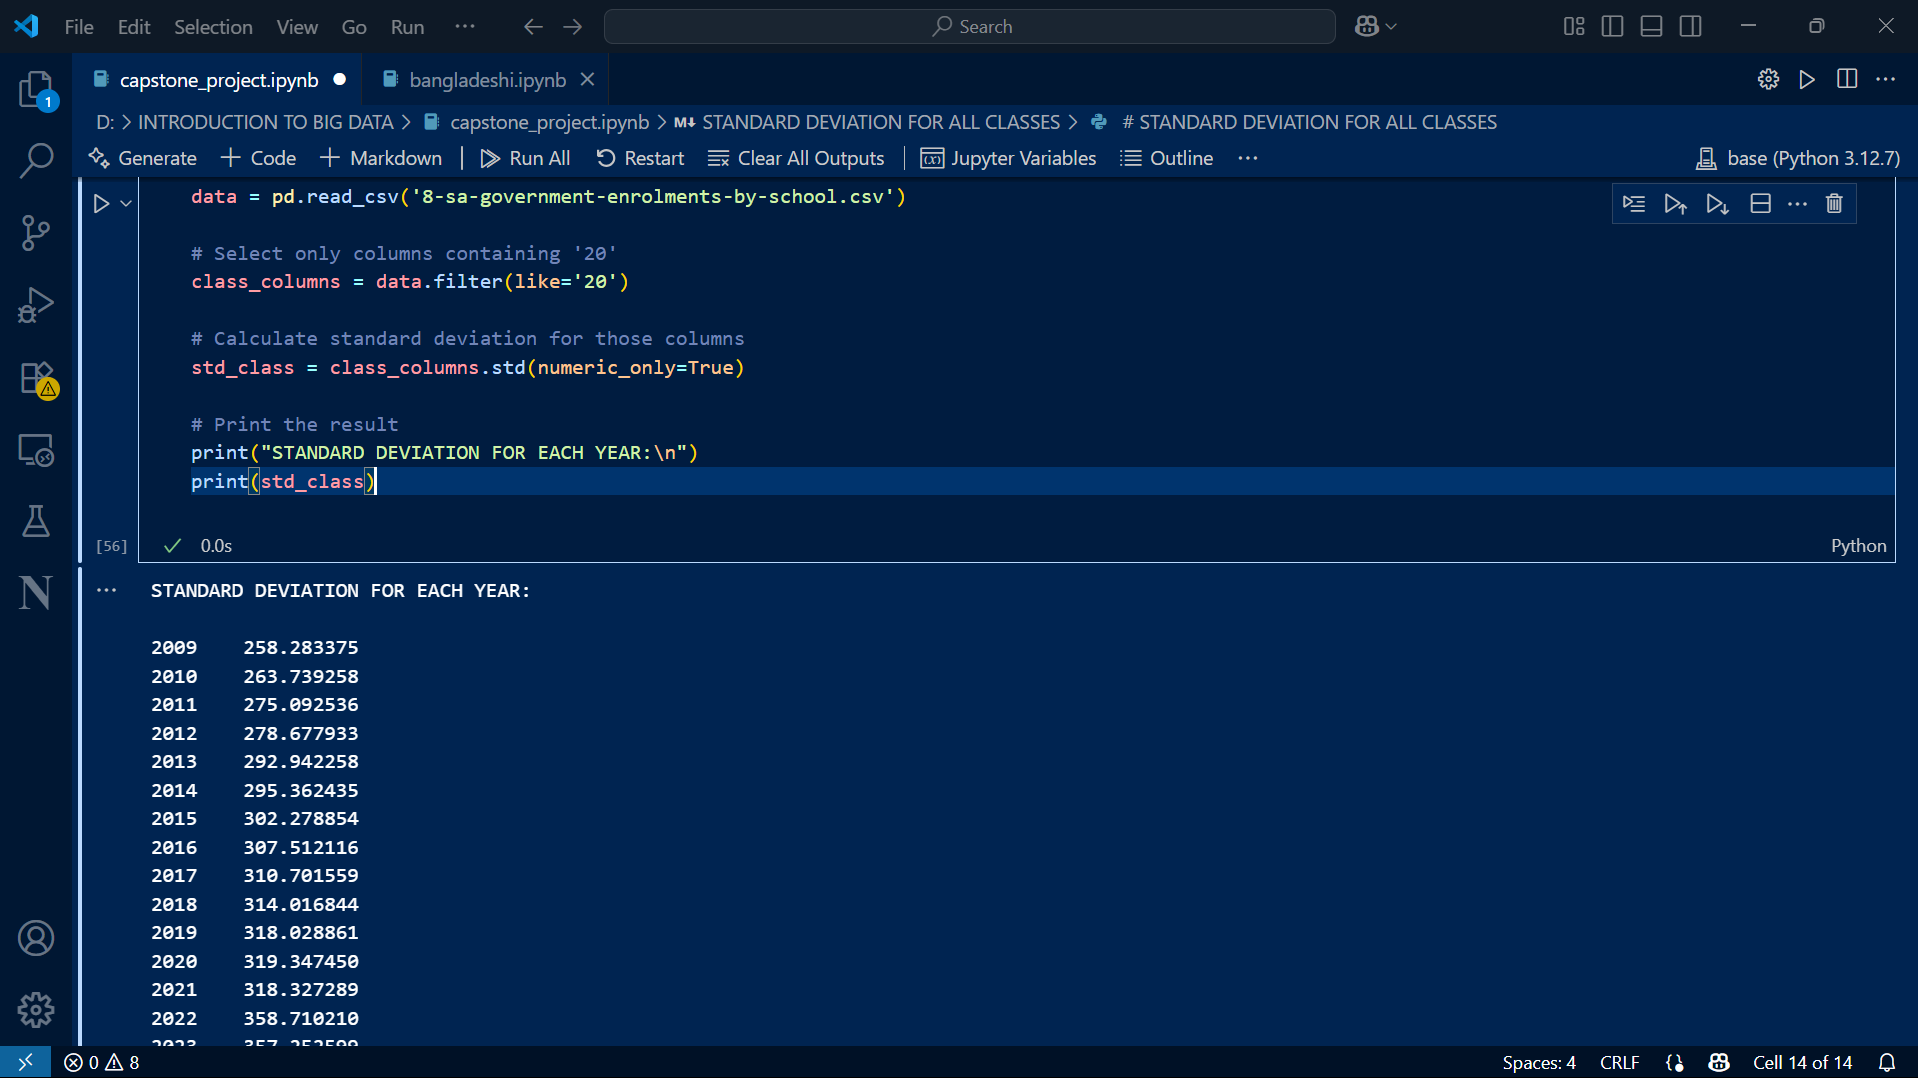 File Edit Selection View Go Run ··· Search
capstone_project.ipynb bangladeshi.ipynb
D: > INTRODUCTION TO BIG DATA > capstone_project.ipynb > M↓ STANDARD DEVIATION FOR ALL CLASSES > # STANDARD DEVIATION FOR ALL CLASSES
Generate + Code + Markdown | Run All Restart Clear All Outputs | Jupyter Variables Outline ··· base (Python 3.12.7)
1
data = pd.read_csv('8-sa-government-enrolments-by-school.csv')
# Select only columns containing '20'
class_columns = data.filter(like='20')
# Calculate standard deviation for those columns
std_class = class_columns.std(numeric_only=True)
# Print the result
print("STANDARD DEVIATION FOR EACH YEAR:\n")
print(std_class)
[56] ✓ 0.0s Python
··· STANDARD DEVIATION FOR EACH YEAR:
2009 258.283375
2010 263.739258
2011 275.092536
2012 278.677933
2013 292.942258
2014 295.362435
2015 302.278854
2016 307.512116
2017 310.701559
2018 314.016844
2019 318.028861
2020 319.347450
2021 318.327289
2022 358.710210
2023 357.252599
0 8 Spaces: 4 CRLF Cell 14 of 14